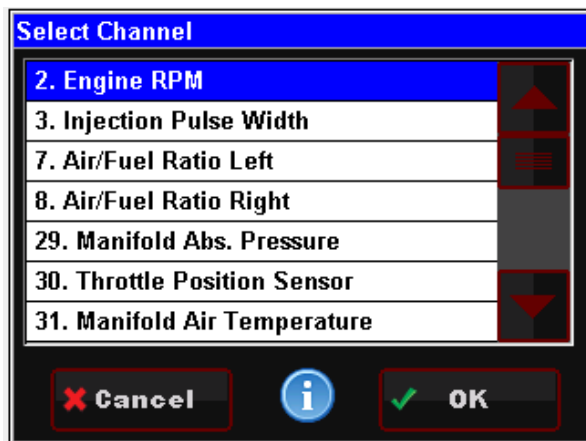 Select Channel
2. Engine RPM
3. Injection Pulse Width
7. Air/Fuel Ratio Left
8. Air/Fuel Ratio Right
29. Manifold Abs. Pressure
30. Throttle Position Sensor
31. Manifold Air Temperature
Cancel
i
OK